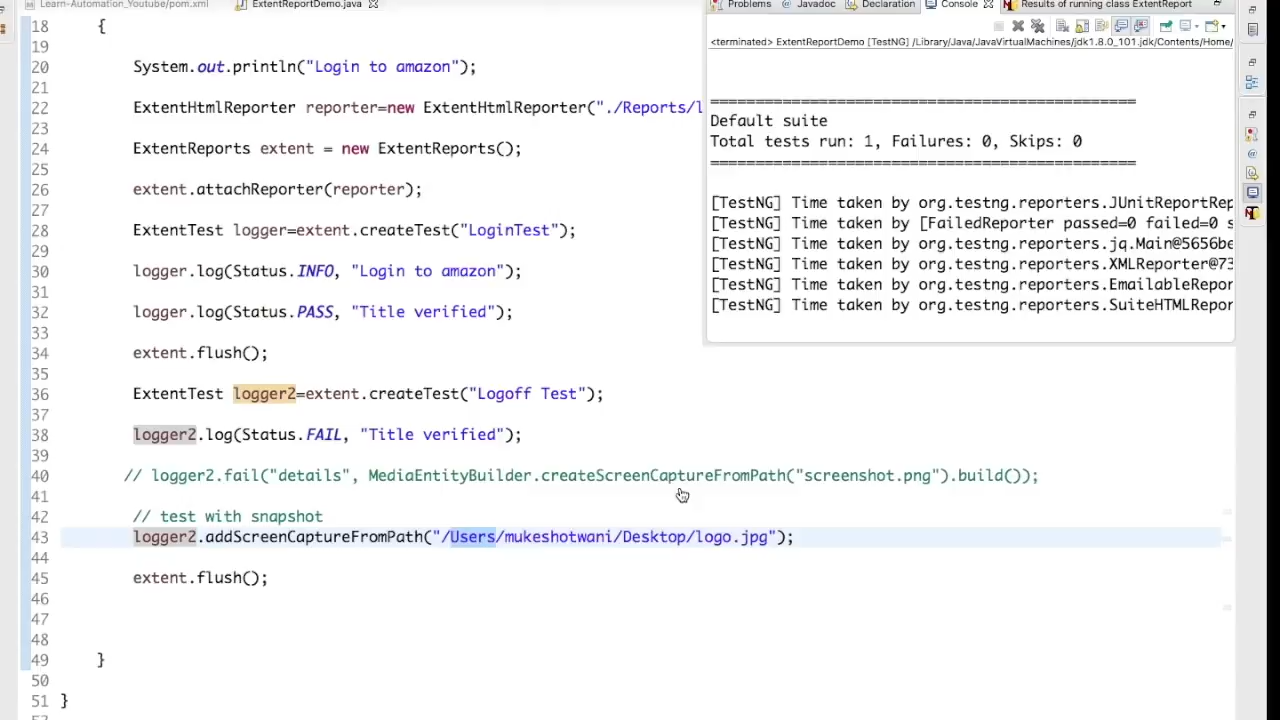 Learn-Automation_Youtube/pom.xml ExtentReportDemo.java
Problems Javadoc Declaration Console Results of running class ExtentReport
<terminated> ExtentReportDemo [TestNG] /Library/Java/JavaVirtualMachines/jdk1.8.0_101.jdk/Contents/Home/
18 {
19
20 System.out.println("Login to amazon");
21
22 ExtentHtmlReporter reporter=new ExtentHtmlReporter("./Reports/l
23
24 ExtentReports extent = new ExtentReports();
25
26 extent.attachReporter(reporter);
27
28 ExtentTest logger=extent.createTest("LoginTest");
29
30 logger.log(Status.INFO, "Login to amazon");
31
32 logger.log(Status.PASS, "Title verified");
33
34 extent.flush();
35
36 ExtentTest logger2=extent.createTest("Logoff Test");
37
38 logger2.log(Status.FAIL, "Title verified");
39
40 // logger2.fail("details", MediaEntityBuilder.createScreenCaptureFromPath("screenshot.png").build());
41
42 // test with snapshot
43 logger2.addScreenCaptureFromPath("/Users/mukeshotwani/Desktop/logo.jpg");
44
45 extent.flush();
46
47
48
49 }
50
51 }
===============================================
Default suite
Total tests run: 1, Failures: 0, Skips: 0
===============================================
[TestNG] Time taken by org.testng.reporters.JUnitReportRep
[TestNG] Time taken by [FailedReporter passed=0 failed=0 s
[TestNG] Time taken by org.testng.reporters.jq.Main@5656be
[TestNG] Time taken by org.testng.reporters.XMLReporter@73
[TestNG] Time taken by org.testng.reporters.EmailableRepor
[TestNG] Time taken by org.testng.reporters.SuiteHTMLRepor